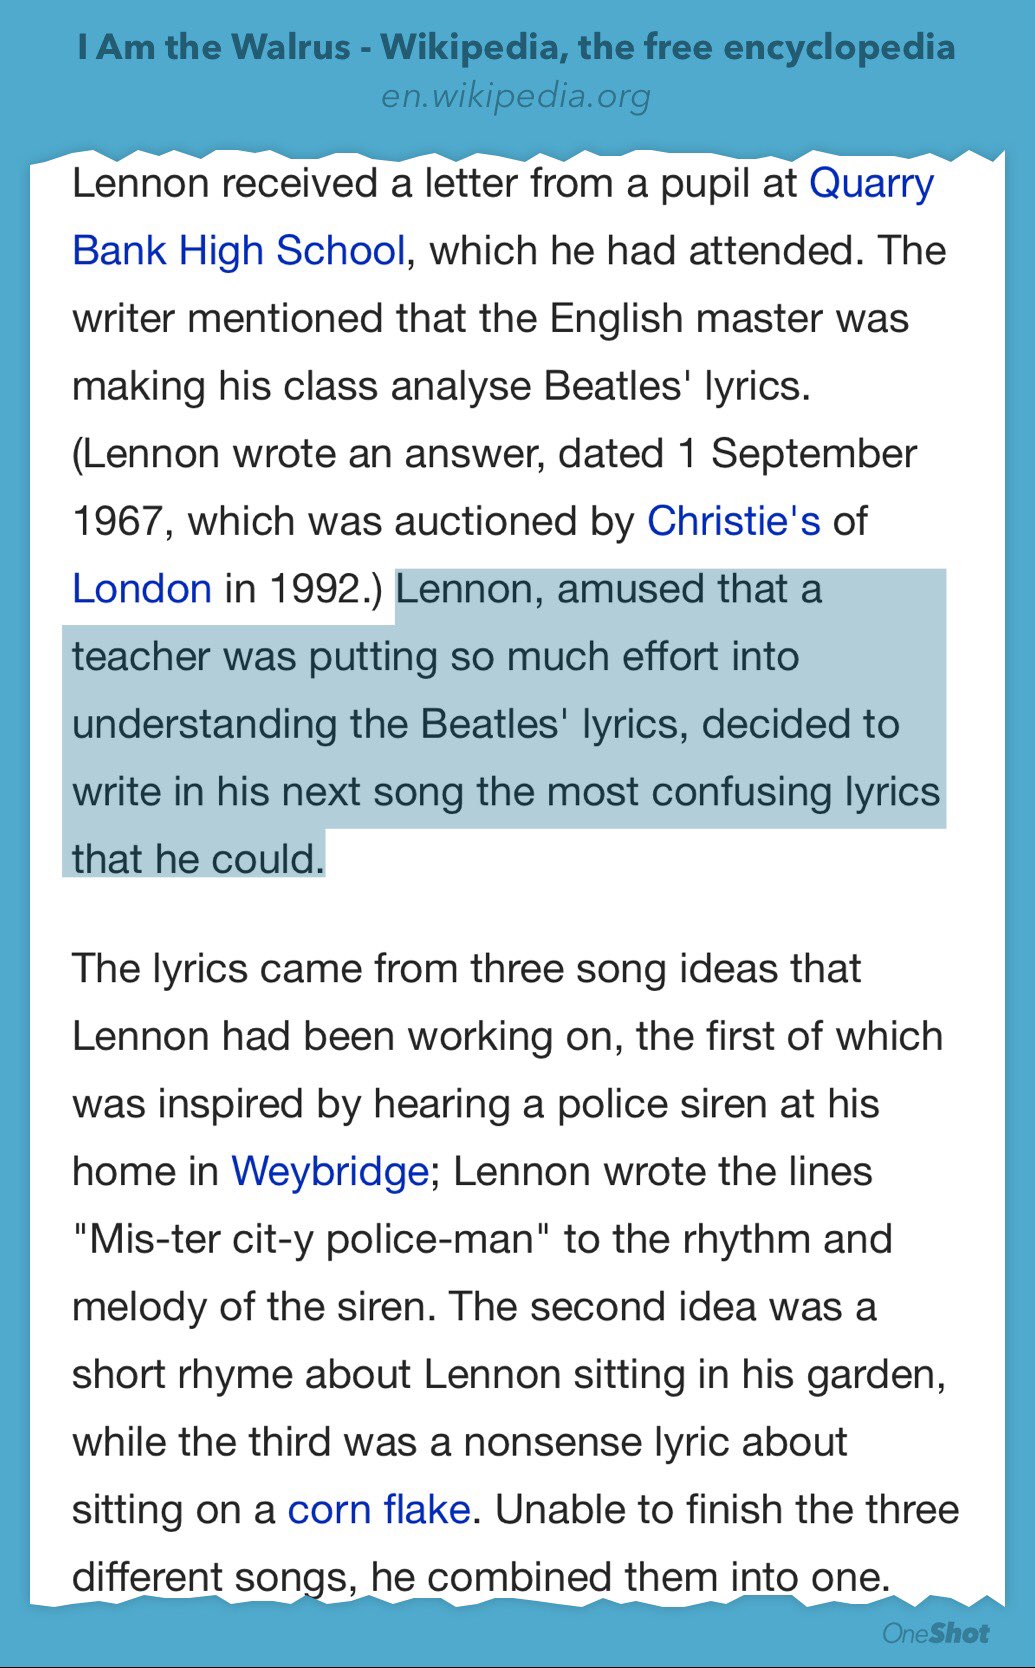 I Am the Walrus - Wikipedia, the free encyclopedia
en.wikipedia.org
Lennon received a letter from a pupil at Quarry
Bank High School, which he had attended. The
writer mentioned that the English master was
making his class analyse Beatles' lyrics.
(Lennon wrote an answer, dated 1 September
1967, which was auctioned by Christie's of
London in 1992.) Lennon, amused that a
teacher was putting so much effort into
understanding the Beatles' lyrics, decided to
write in his next song the most confusing lyrics
that he could.
The lyrics came from three song ideas that
Lennon had been working on, the first of which
was inspired by hearing a police siren at his
home in Weybridge; Lennon wrote the lines
"Mis-ter cit-y police-man" to the rhythm and
melody of the siren. The second idea was a
short rhyme about Lennon sitting in his garden,
while the third was a nonsense lyric about
sitting on a corn flake. Unable to finish the three
different songs, he combined them into one.
OneShot